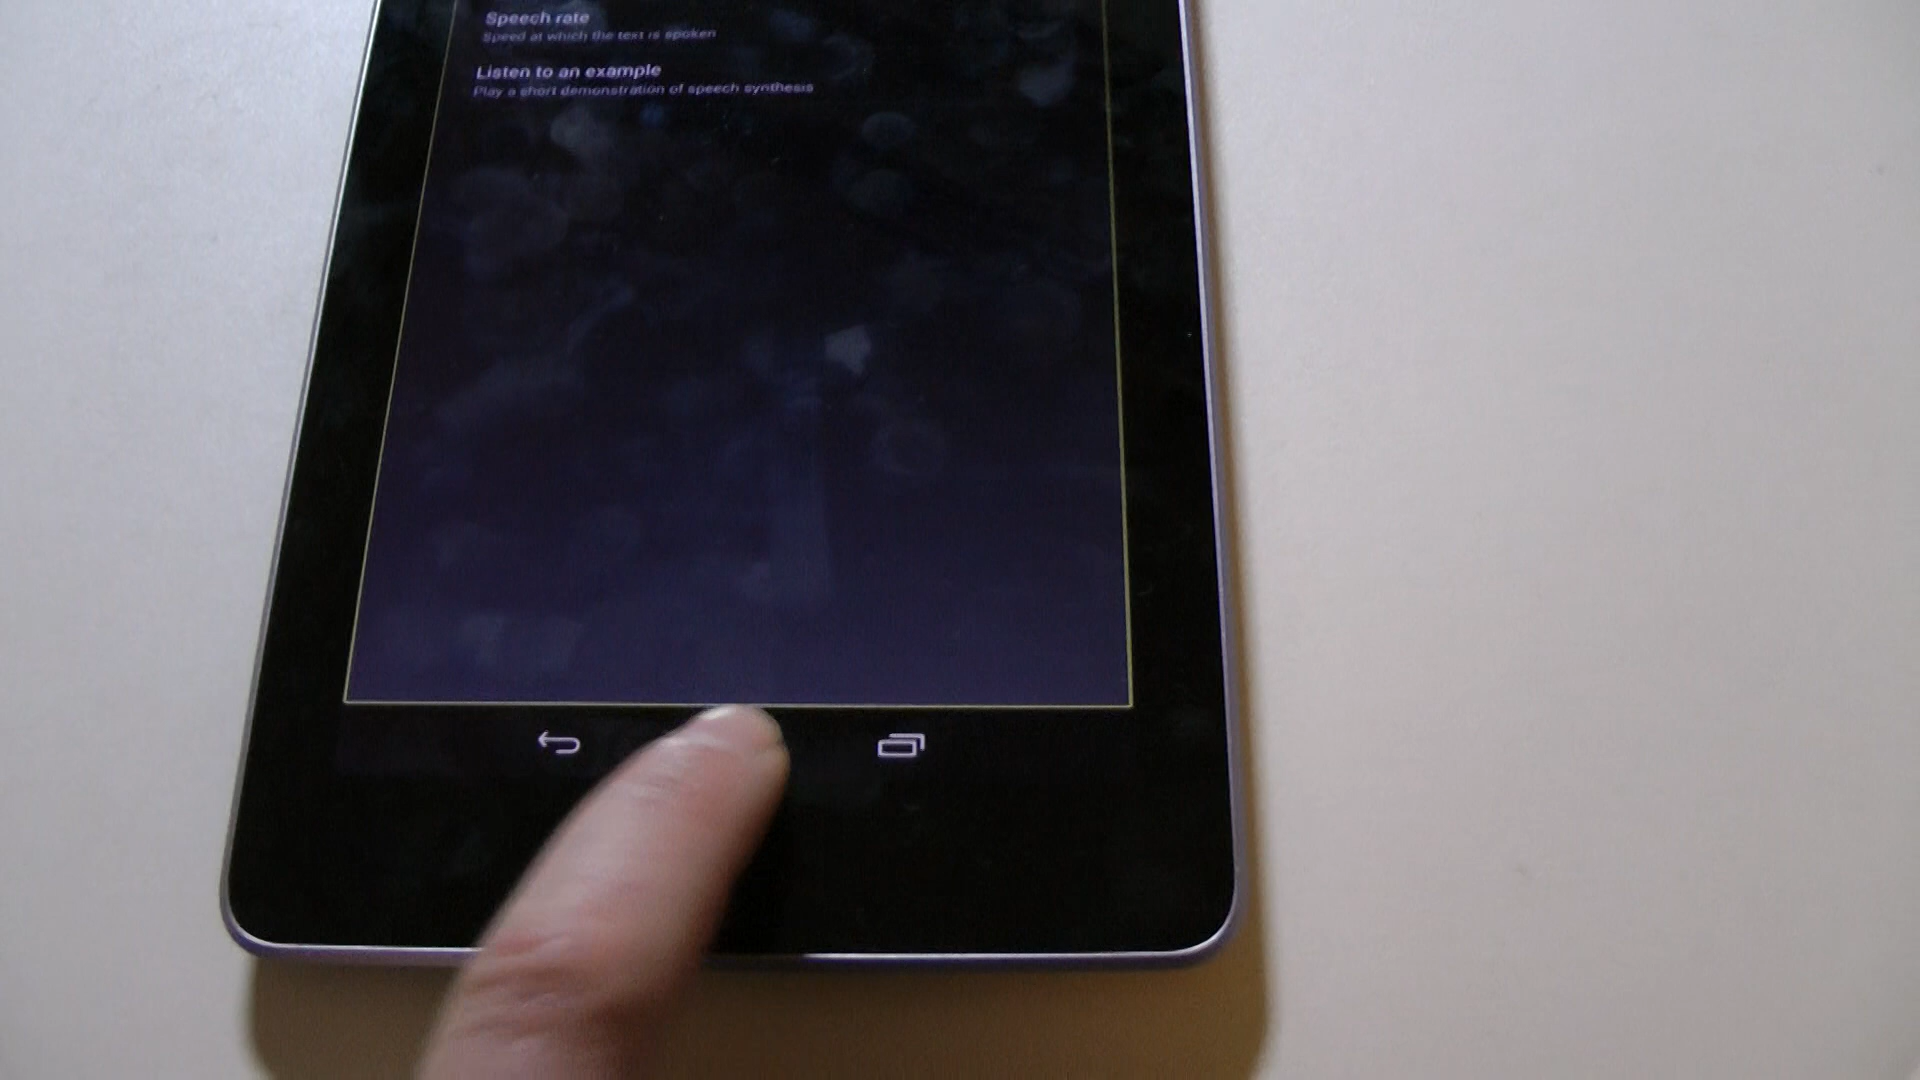 Speech rate
Speed at which the text is spoken
Listen to an example
Play a short demonstration of speech synthesis